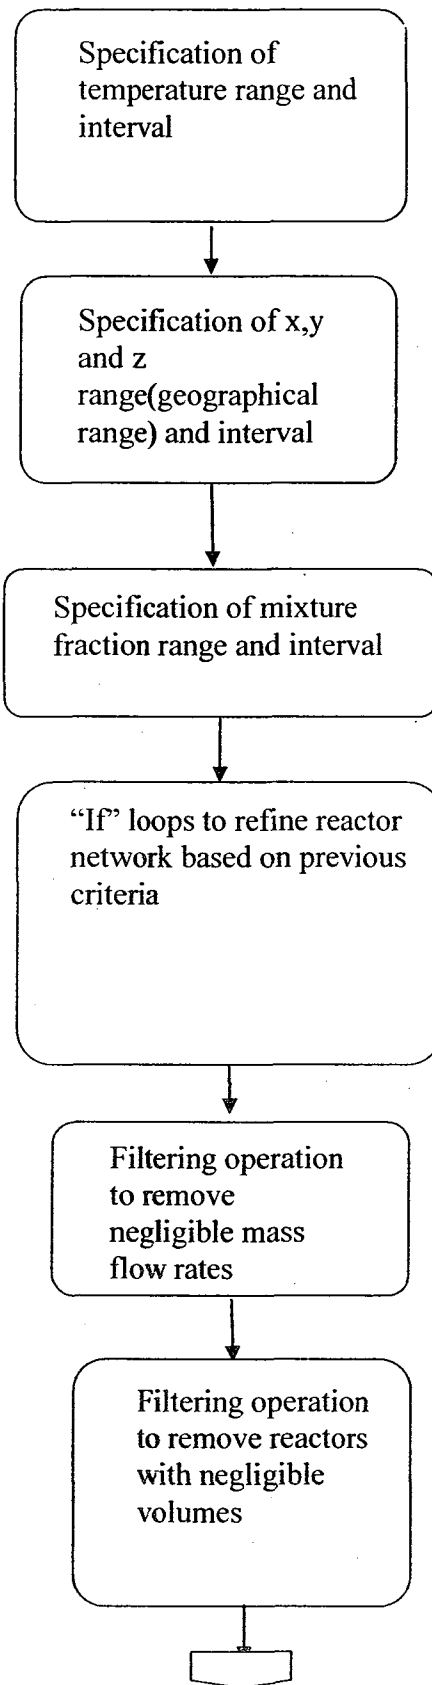 Specification of
temperature range and
interval
Specification of x,y
and z
range(geographical
range) and interval
Specification of mixture
fraction range and interval
“If” loops to refine reactor
network based on previous
criteria
Filtering operation
to remove
negligible mass
flow rates
Filtering operation
to remove reactors
with negligible
volumes